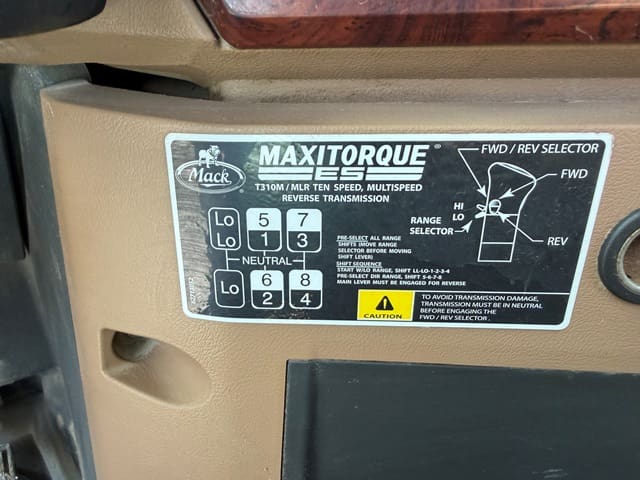 Mack
MAXITORQUE®
ES
T310M / MLR TEN SPEED, MULTISPEED
REVERSE TRANSMISSION
Lo 5 7
Lo 1 3
NEUTRAL
Lo 6 8
2 4
PRE-SELECT ALL RANGE
SHIFTS (MOVE RANGE
SELECTOR BEFORE MOVING
SHIFT LEVER)
SHIFT SEQUENCE
START W/LO RANGE, SHIFT LL-LO-1-2-3-4
PRE-SELECT DIR RANGE, SHIFT 5-6-7-8
MAIN LEVER MUST BE ENGAGED FOR REVERSE
FWD / REV SELECTOR
FWD
HI
LO
RANGE
SELECTOR
REV
CAUTION
TO AVOID TRANSMISSION DAMAGE,
TRANSMISSION MUST BE IN NEUTRAL
BEFORE ENGAGING THE
FWD / REV SELECTOR.